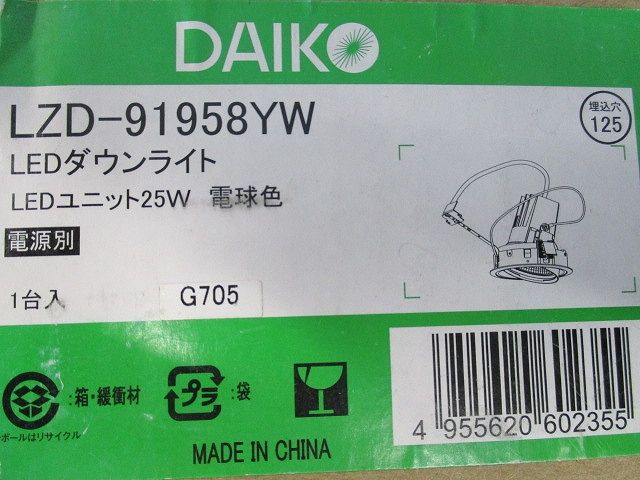 DAIKO
LZD-91958YW
埋込穴
125
LEDダウンライト
LEDユニット25W 電球色
電源別
1台入
G705
:箱・緩衝材
プラ
:袋
ボールはリサイクル
MADE IN CHINA
4 955620 602355